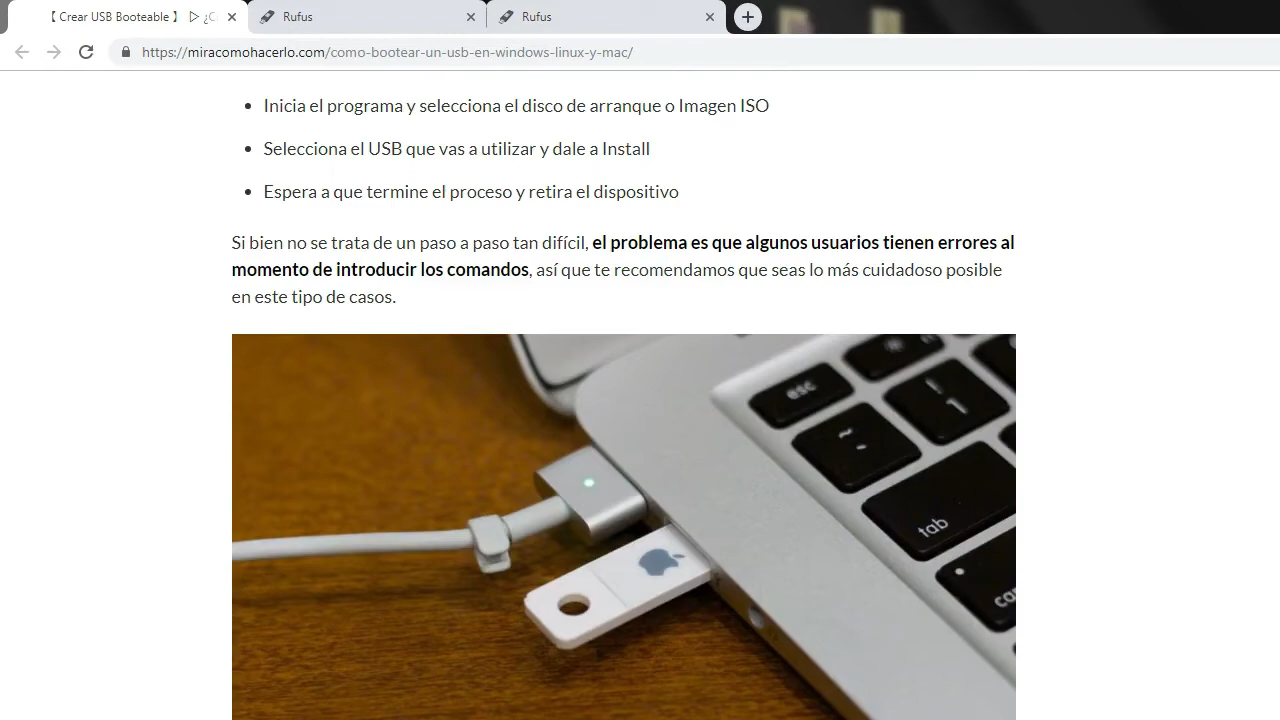 【 Crear USB Booteable 】 ▷ ¿C
Rufus
Rufus
https://miracomohacerlo.com/como-bootear-un-usb-en-windows-linux-y-mac/
• Inicia el programa y selecciona el disco de arranque o Imagen ISO
• Selecciona el USB que vas a utilizar y dale a Install
• Espera a que termine el proceso y retira el dispositivo
Si bien no se trata de un paso a paso tan difícil, el problema es que algunos usuarios tienen errores al
momento de introducir los comandos, así que te recomendamos que seas lo más cuidadoso posible
en este tipo de casos.
esc
! 1
~ `
tab